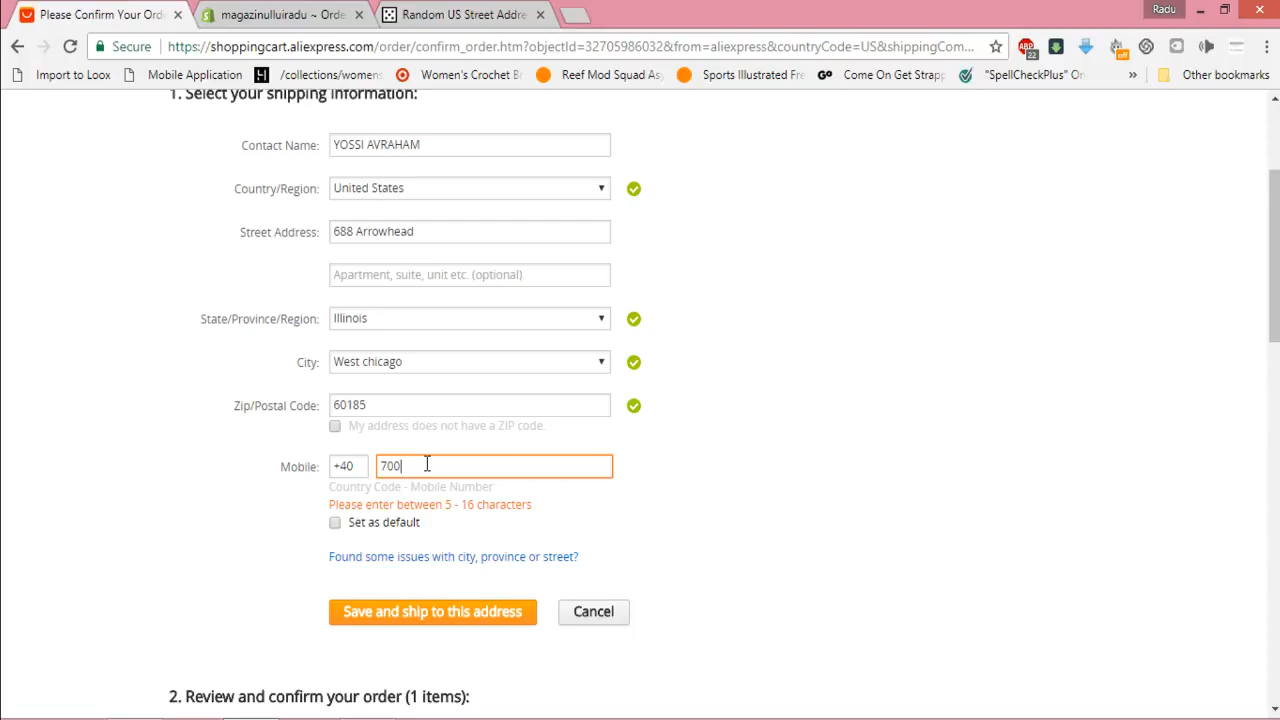 Please Confirm Your Ord
magazinulluiradu ~ Orde
Random US Street Addre
Radu
Secure
https://shoppingcart.aliexpress.com/order/confirm_order.htm?objectId=32705986032&from=aliexpress&countryCode=US&shippingCom...
ABP
22
off
Import to Loox
Mobile Application
H
/collections/womens
Women's Crochet B
Reef Mod Squad As
Sports Illustrated Fre
GO
Come On Get Strapp
"SpellCheckPlus" On
»
Other bookmarks
1. Select your shipping information:
Contact Name:
YOSSI AVRAHAM
Country/Region:
United States
Street Address:
688 Arrowhead
Apartment, suite, unit etc. (optional)
State/Province/Region:
Illinois
City:
West chicago
Zip/Postal Code:
60185
My address does not have a ZIP code.
Mobile:
+40
700
Country Code - Mobile Number
Please enter between 5 - 16 characters
Set as default
Found some issues with city, province or street?
Save and ship to this address
Cancel
2. Review and confirm your order (1 items):